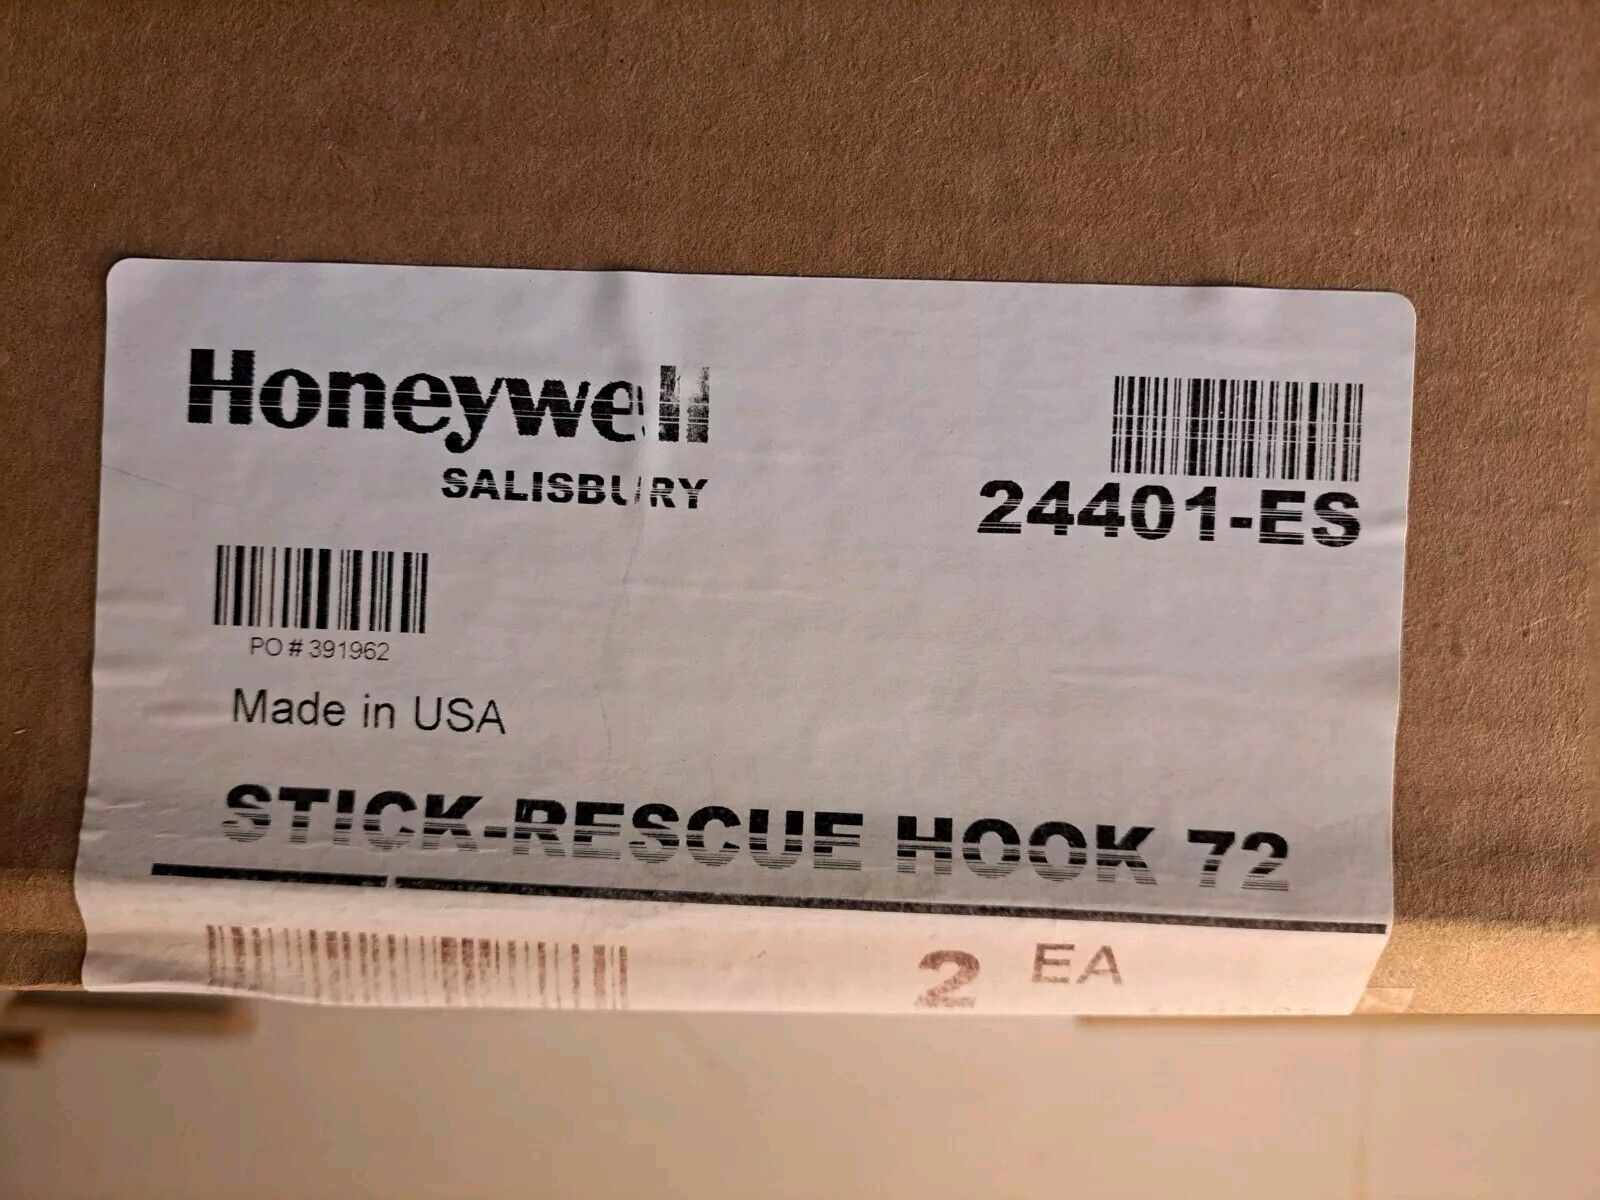 Honeywell
SALISBURY
24401-ES
PO # 391962
Made in USA
STICK-RESCUE HOOK 72
2 EA